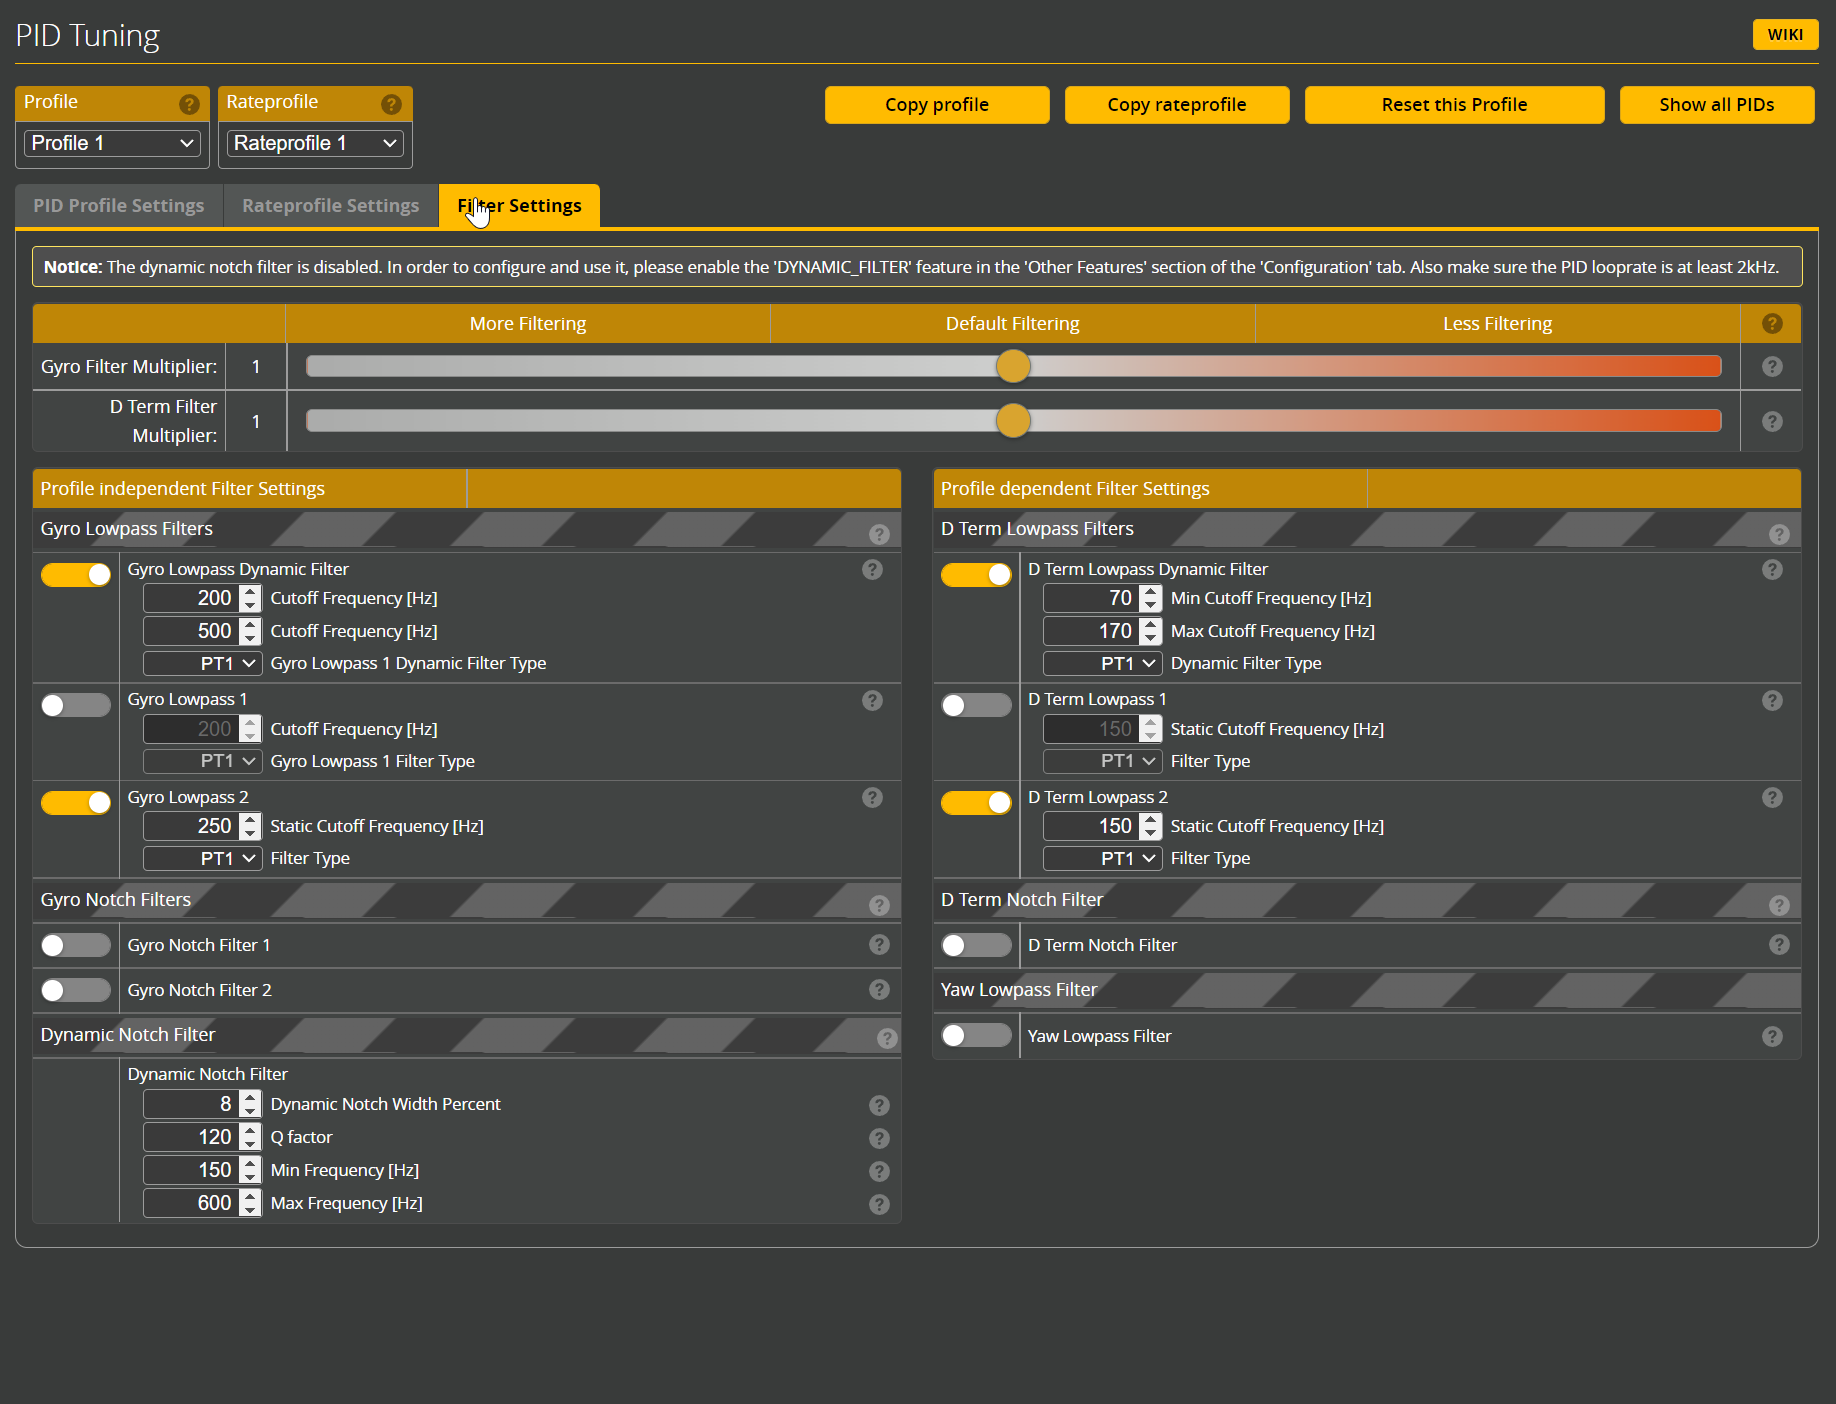 PID Tuning
WIKI
Profile
Rateprofile
Copy profile
Copy rateprofile
Reset this Profile
Show all PIDs
Profile 1
Rateprofile 1
PID Profile Settings
Rateprofile Settings
Filter Settings
Notice: The dynamic notch filter is disabled. In order to configure and use it, please enable the 'DYNAMIC_FILTER' feature in the 'Other Features' section of the 'Configuration' tab. Also make sure the PID looprate is at least 2kHz.
More Filtering
Default Filtering
Less Filtering
?
Gyro Filter Multiplier:
1
?
D Term Filter
Multiplier:
1
?
Profile independent Filter Settings
Gyro Lowpass Filters
?
Gyro Lowpass Dynamic Filter
?
200 Cutoff Frequency [Hz]
500 Cutoff Frequency [Hz]
PT1 Gyro Lowpass 1 Dynamic Filter Type
Gyro Lowpass 1
?
200 Cutoff Frequency [Hz]
PT1 Gyro Lowpass 1 Filter Type
Gyro Lowpass 2
?
250 Static Cutoff Frequency [Hz]
PT1 Filter Type
Gyro Notch Filters
?
Gyro Notch Filter 1
?
Gyro Notch Filter 2
?
Dynamic Notch Filter
?
Dynamic Notch Filter
8 Dynamic Notch Width Percent
?
120 Q factor
?
150 Min Frequency [Hz]
?
600 Max Frequency [Hz]
?
Profile dependent Filter Settings
D Term Lowpass Filters
?
D Term Lowpass Dynamic Filter
?
70 Min Cutoff Frequency [Hz]
170 Max Cutoff Frequency [Hz]
PT1 Dynamic Filter Type
D Term Lowpass 1
?
150 Static Cutoff Frequency [Hz]
PT1 Filter Type
D Term Lowpass 2
?
150 Static Cutoff Frequency [Hz]
PT1 Filter Type
D Term Notch Filter
?
D Term Notch Filter
?
Yaw Lowpass Filter
Yaw Lowpass Filter
?